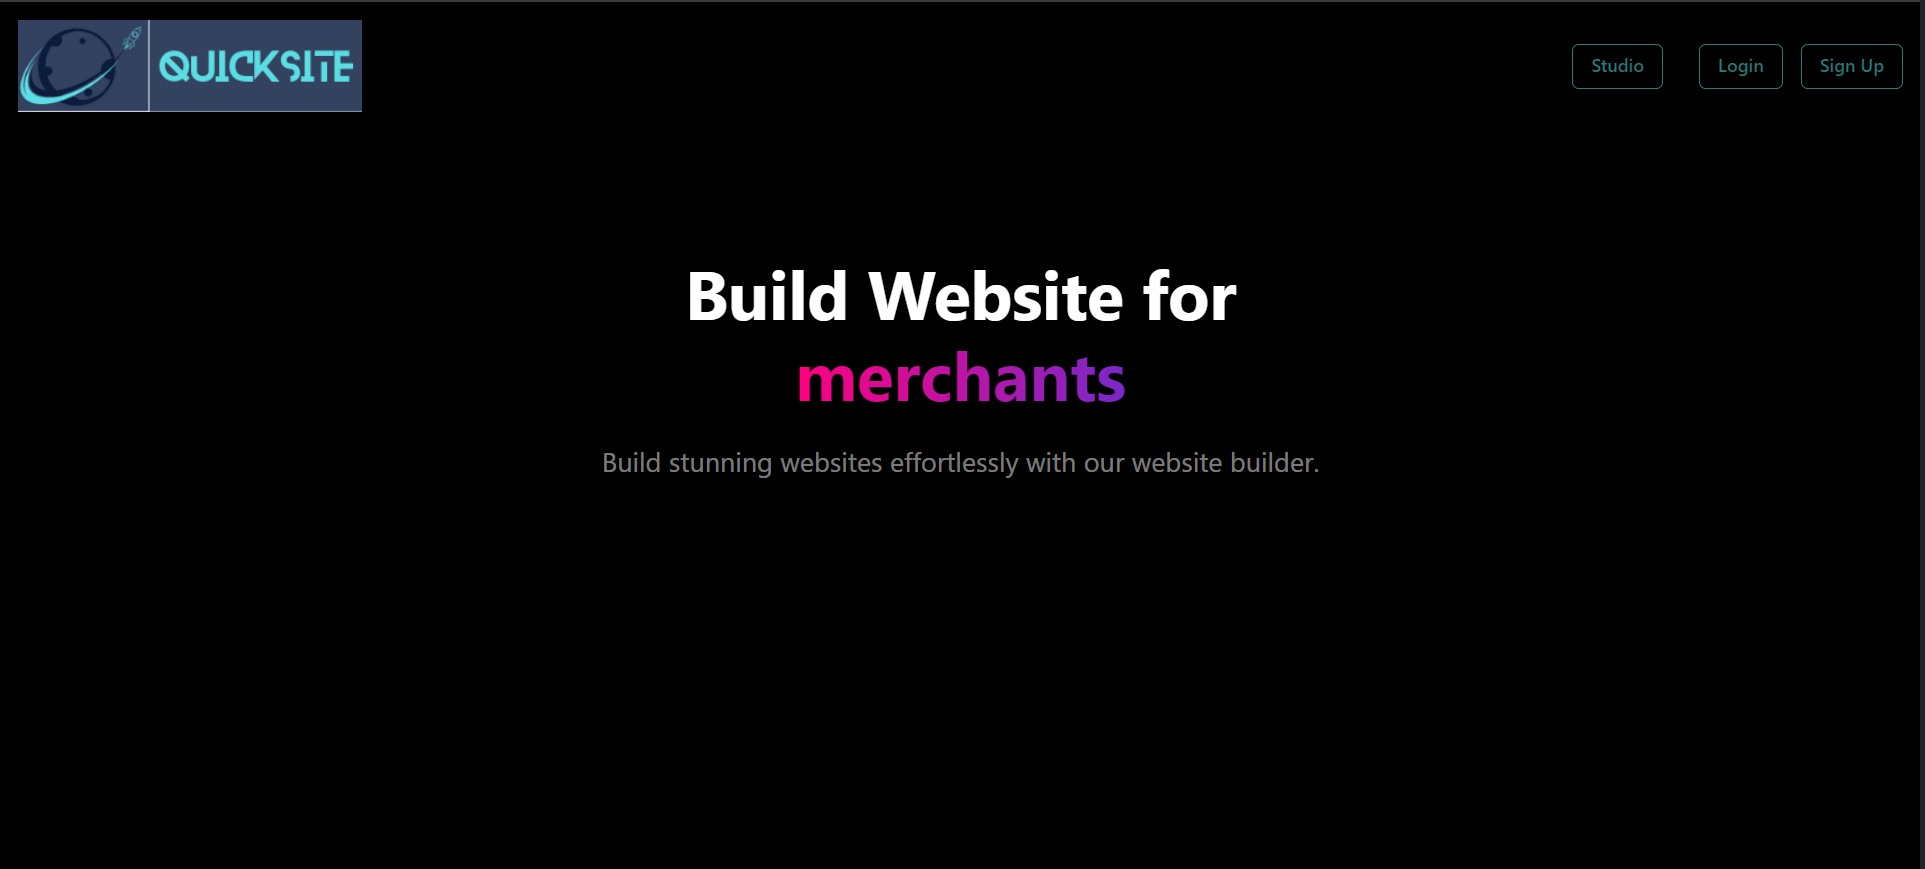 QUICKSITE
Studio
Login
Sign Up
Build Website for
merchants
Build stunning websites effortlessly with our website builder.